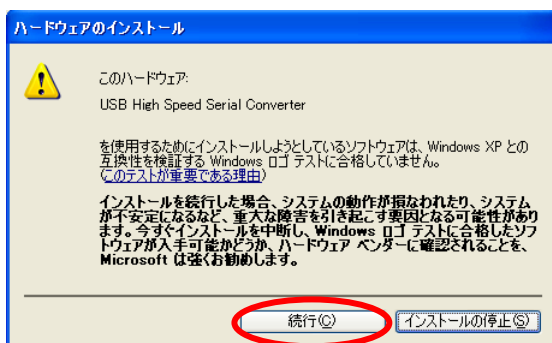 ハードウェアのインストール
このハードウェア:
USB High Speed Serial Converter
を使用するためにインストールしようとしているソフトウェアは、Windows XP との
互換性を検証する Windows ロゴ テストに合格していません。
(このテストが重要である理由)
インストールを続行した場合、システムの動作が損なわれたり、システム
が不安定になるなど、重大な障害を引き起こす要因となる可能性があり
ます。今すぐインストールを中断し、Windows ロゴ テストに合格したソフ
トウェアが入手可能かどうか、ハードウェア ベンダーに確認されることを、
Microsoft は強くお勧めします。
続行(C)
インストールの停止(S)